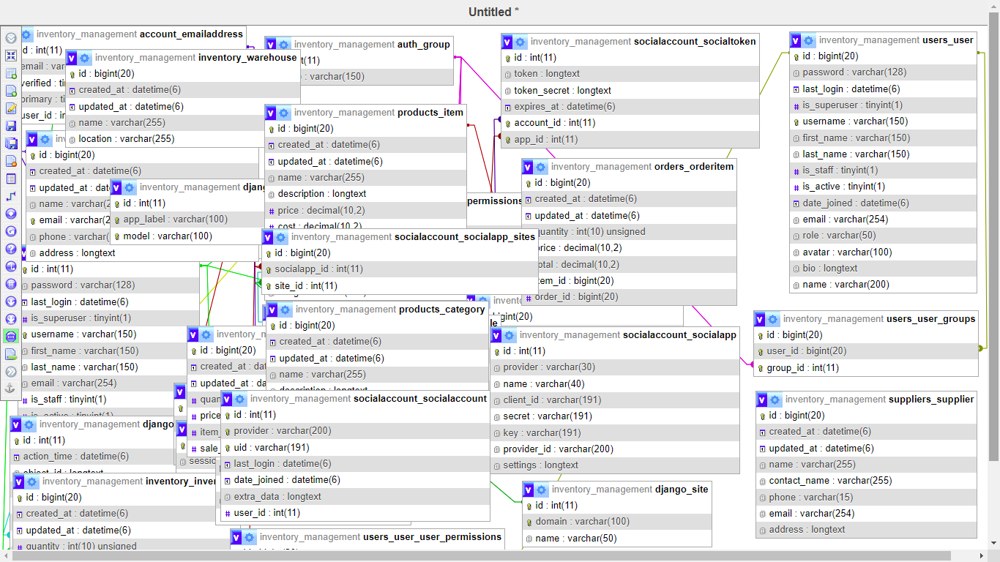 Untitled *
inventory_management account_emailaddress
id : int(11)
email : var
verified : ti
primary : ti
user_id : in
inventory_management inventory_warehouse
id : bigint(20)
created_at : datetime(6)
updated_at : datetime(6)
name : varchar(255)
location : varchar(255)
inventory_management auth_group
(11)
varchar(150)
inventory_management products_item
id : bigint(20)
created_at : datetime(6)
updated_at : datetime(6)
name : varchar(255)
description : longtext
price : decimal(10,2)
cost : decimal(10,2)
inventory_management socialaccount_socialtoken
id : int(11)
token : longtext
token_secret : longtext
expires_at : datetime(6)
account_id : int(11)
app_id : int(11)
inventory_management users_user
id : bigint(20)
password : varchar(128)
last_login : datetime(6)
is_superuser : tinyint(1)
username : varchar(150)
first_name : varchar(150)
last_name : varchar(150)
is_staff : tinyint(1)
is_active : tinyint(1)
date_joined : datetime(6)
email : varchar(254)
role : varchar(50)
avatar : varchar(100)
bio : longtext
name : varchar(200)
id : bigint(20)
created_at : datetime(6)
updated_at : dat
name : varchar(2
email : varchar(2
phone : varchar(
address : longtext
inventory_management djan
id : int(11)
app_label : varchar(100)
model : varchar(100)
permissions
inventory_management orders_orderitem
id : bigint(20)
created_at : datetime(6)
updated_at : datetime(6)
quantity : int(10) unsigned
price : decimal(10,2)
total : decimal(10,2)
item_id : bigint(20)
order_id : bigint(20)
inventory_management socialaccount_socialapp_sites
id : bigint(20)
socialapp_id : int(11)
site_id : int(11)
id : int(11)
password : varchar(128)
last_login : datetime(6)
is_superuser : tinyint(1)
username : varchar(150)
first_name : varchar(150)
last_name : varchar(150)
email : varchar(254)
is_staff : tinyint(1)
is_active : tinyint(1)
inventory_management products_category
id : bigint(20)
created_at : datetime(6)
updated_at : datetime(6)
name : varchar(255)
description : longtext
invento
bigint(20)
le
inventory_management socialaccount_socialapp
id : int(11)
provider : varchar(30)
name : varchar(40)
client_id : varchar(191)
secret : varchar(191)
key : varchar(191)
provider_id : varchar(200)
settings : longtext
inventory_management users_user_groups
id : bigint(20)
user_id : bigint(20)
group_id : int(11)
inventory_m
id : bigint(20)
created_at : dat
updated_at : da
quan
price
item_
sale_
sessio
inventory_management socialaccount_socialaccount
id : int(11)
provider : varchar(200)
uid : varchar(191)
last_login : datetime(6)
date_joined : datetime(6)
extra_data : longtext
user_id : int(11)
inventory_management suppliers_supplier
id : bigint(20)
created_at : datetime(6)
updated_at : datetime(6)
name : varchar(255)
contact_name : varchar(255)
phone : varchar(15)
email : varchar(254)
address : longtext
inventory_management django
id : int(11)
action_time : datetime(6)
object_id : longtext
inventory_management inventory_inver
id : bigint(20)
created_at : datetime(6)
updated_at : datetime(6)
quantity : int(10) unsigned
inventory_management django_site
id : int(11)
domain : varchar(100)
name : varchar(50)
inventory_management users_user_user_permissions